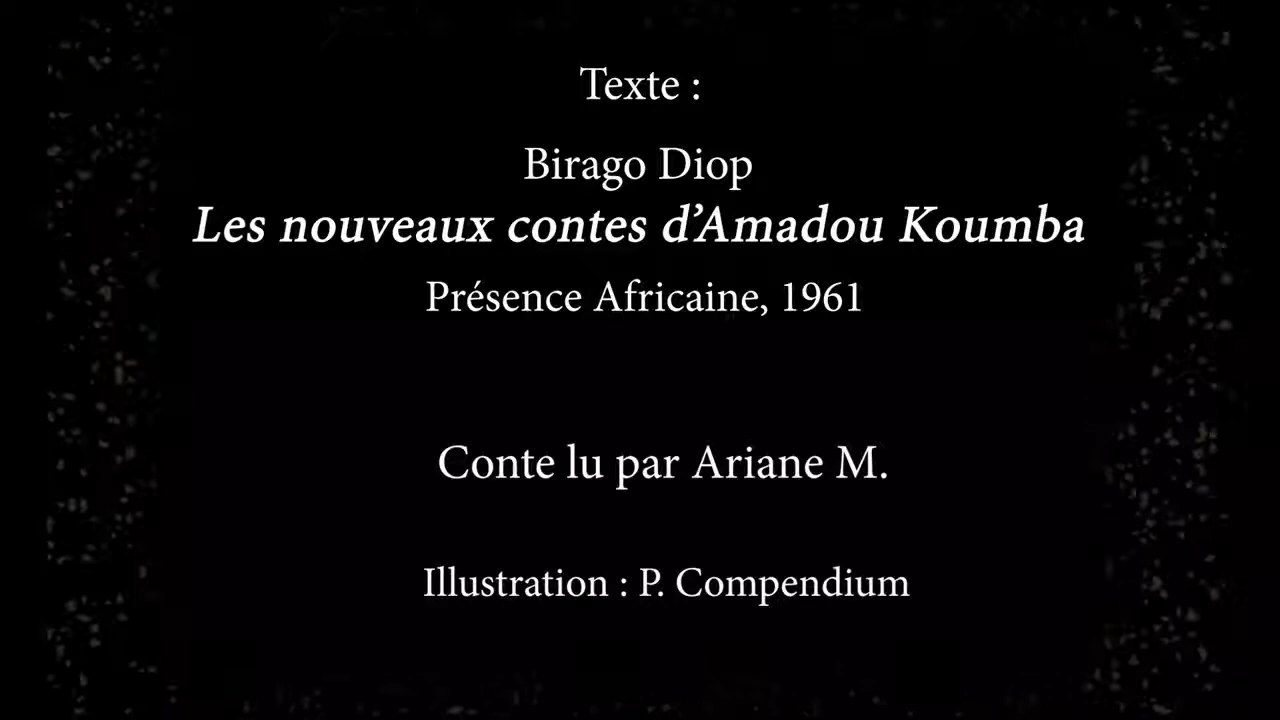 Texte :
Birago Diop
Les nouveaux contes d’Amadou Koumba
Présence Africaine, 1961
Conte lu par Ariane M.
Illustration : P. Compendium